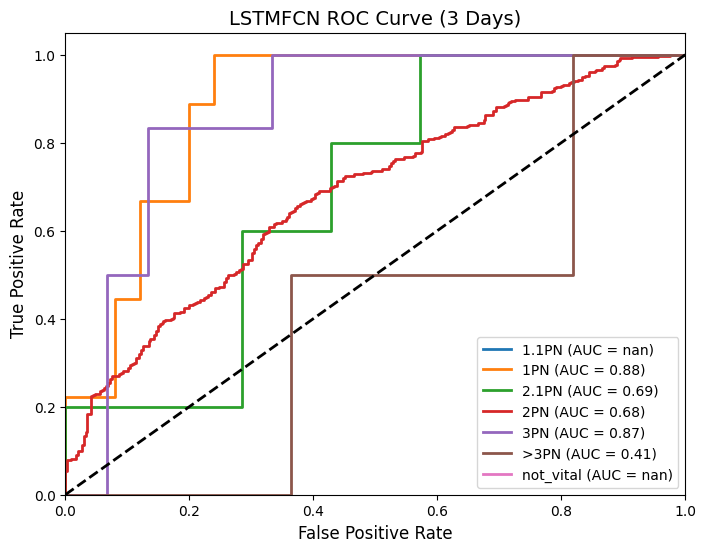 LSTMFCN ROC Curve (3 Days)
True Positive Rate
1.0
0.8
0.6
0.4
0.2
0.0
0.0 0.2 0.4 0.6 0.8 1.0
False Positive Rate
1.1PN (AUC = nan)
1PN (AUC = 0.88)
2.1PN (AUC = 0.69)
2PN (AUC = 0.68)
3PN (AUC = 0.87)
>3PN (AUC = 0.41)
not_vital (AUC = nan)